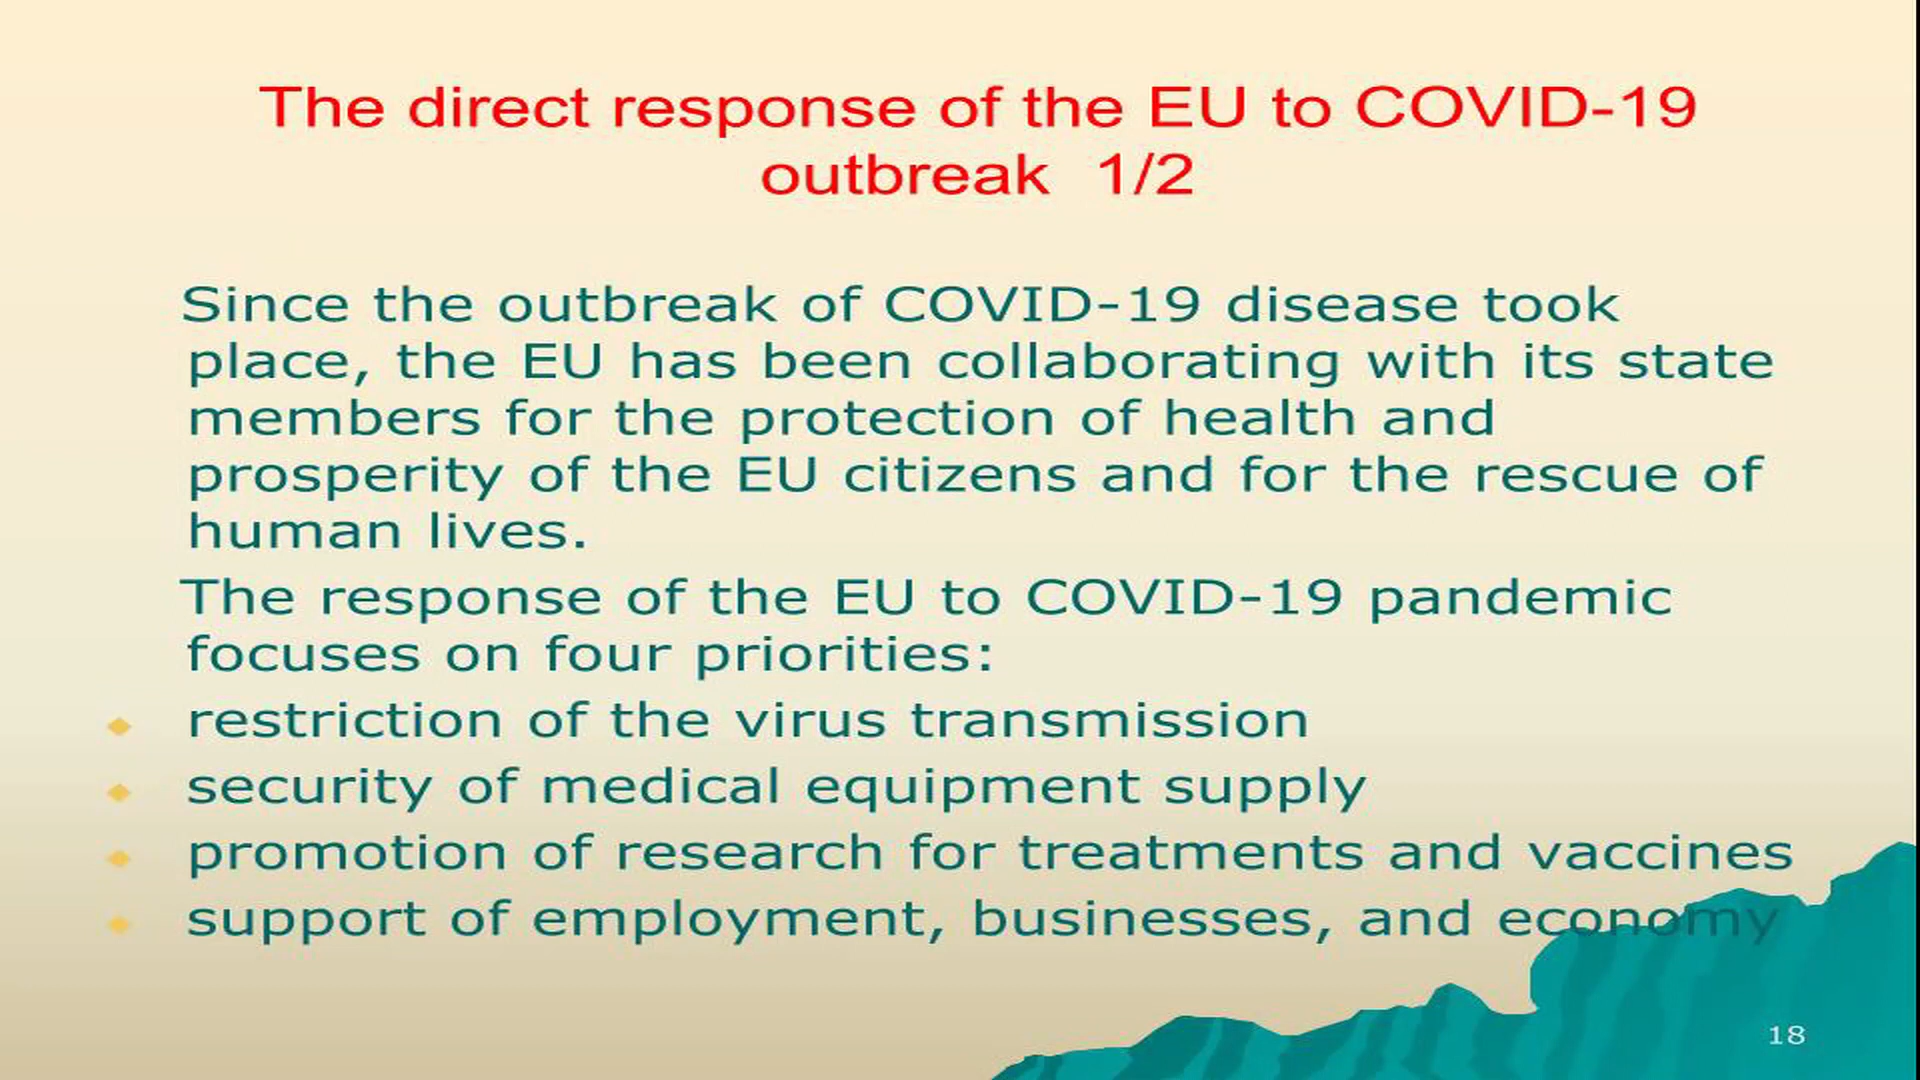 The direct response of the EU to COVID-19
outbreak 1/2
Since the outbreak of COVID-19 disease took
place, the EU has been collaborating with its state
members for the protection of health and
prosperity of the EU citizens and for the rescue of
human lives.
The response of the EU to COVID-19 pandemic
focuses on four priorities:
restriction of the virus transmission
security of medical equipment supply
promotion of research for treatments and vaccines
support of employment, businesses, and economy
18